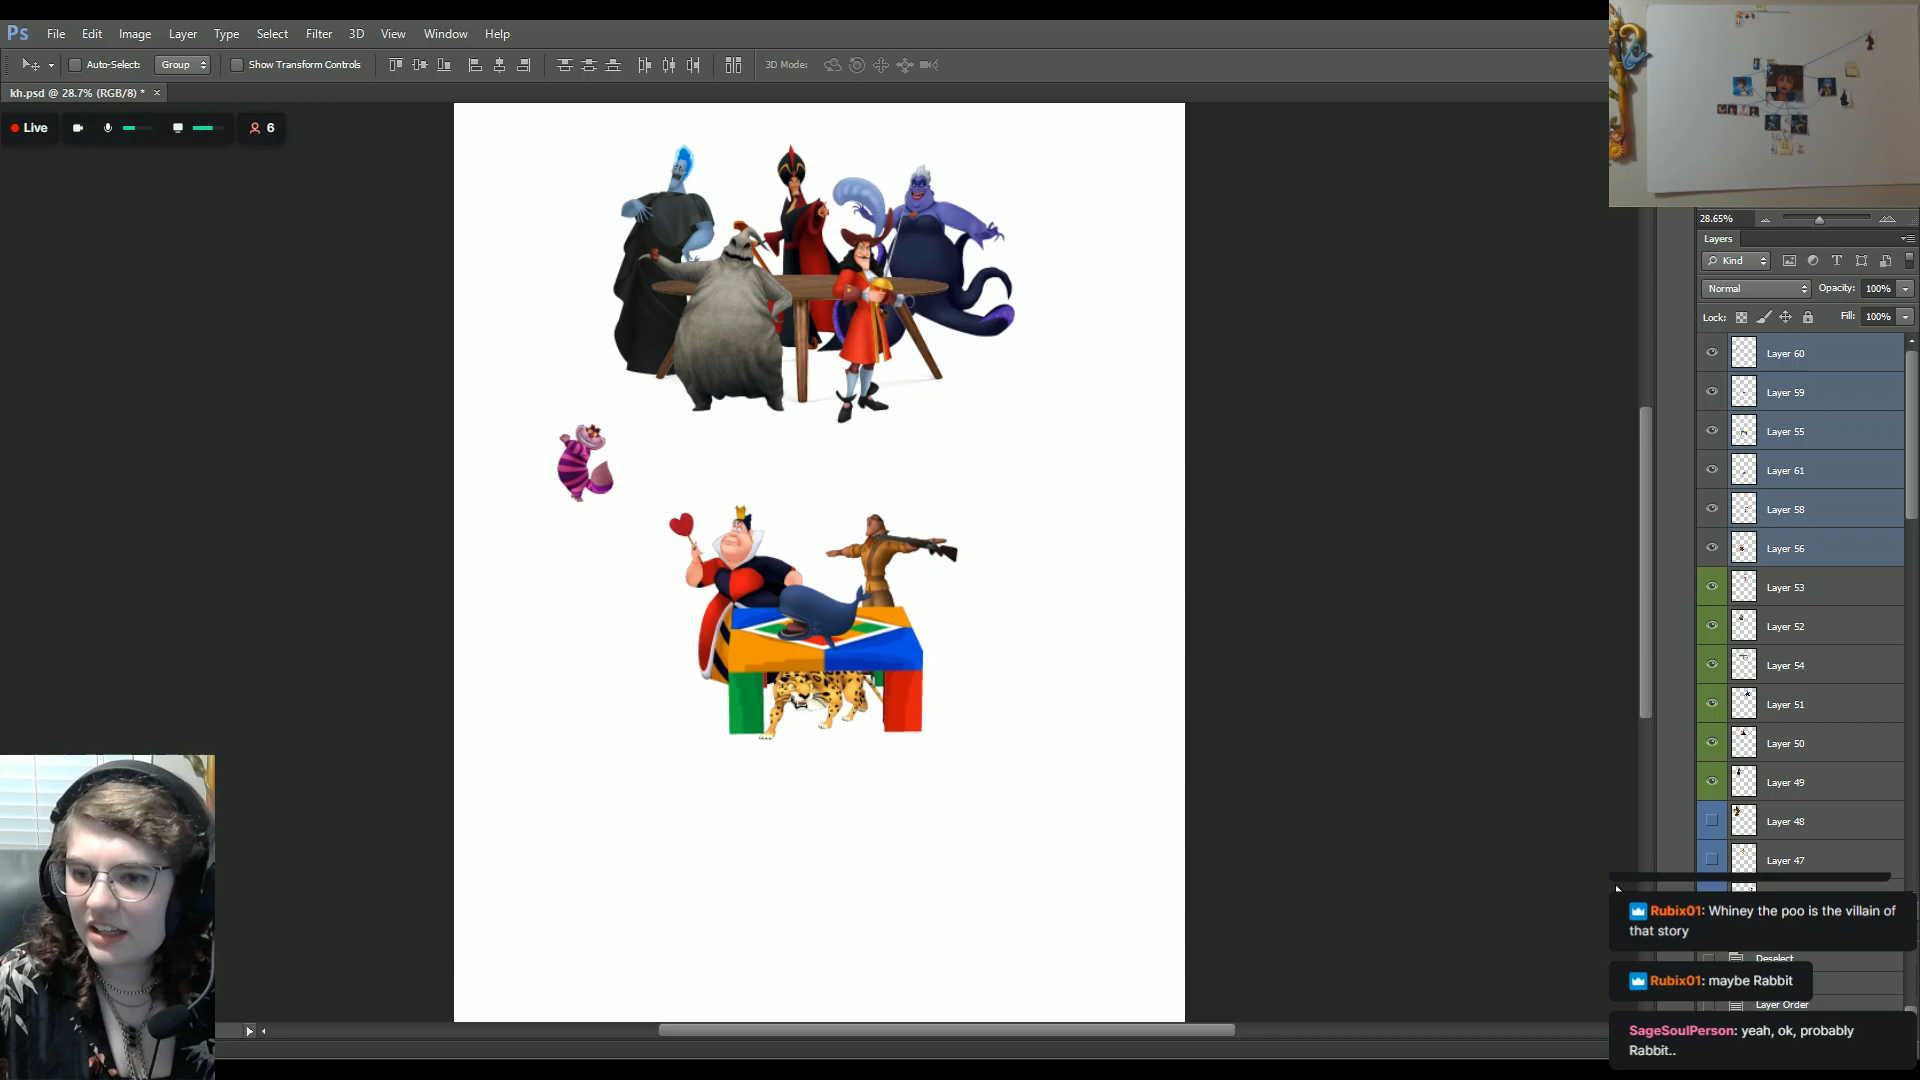 Ps File Edit Image Layer Type Select Filter 3D View Window Help
Auto-Select: Group Show Transform Controls 3D Mode:
kh.psd @ 28.7% (RGB/8) * ×
Live 6
28.65%
Layers
Kind
Normal Opacity: 100%
Lock: Fill: 100%
Layer 60
Layer 59
Layer 55
Layer 61
Layer 58
Layer 56
Layer 53
Layer 52
Layer 54
Layer 51
Layer 50
Layer 49
Layer 48
Layer 47
Rubix01: Whiney the poo is the villain of
that story
Deselect
Rubix01: maybe Rabbit
Layer Order
SageSoulPerson: yeah, ok, probably
Rabbit..